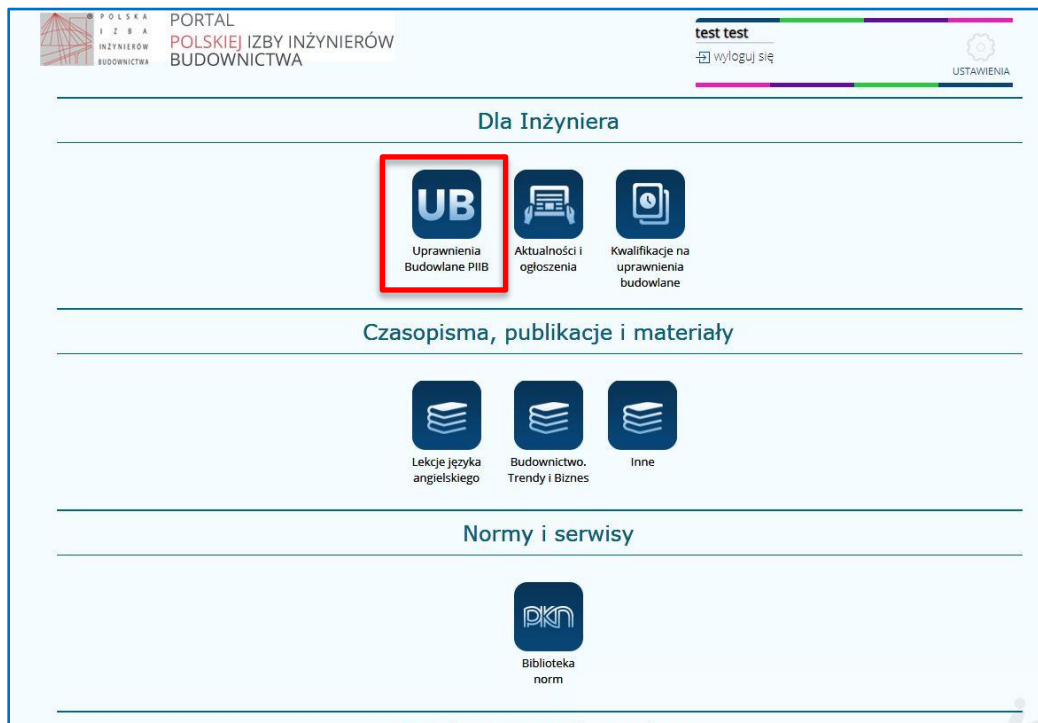 POLSKA
IZBA
INŻYNIERÓW
BUDOWNICTWA
PORTAL
POLSKIEJ IZBY INŻYNIERÓW
BUDOWNICTWA
test test
wyloguj się
USTAWIENIA
Dla Inżyniera
UB
Uprawnienia
Budowlane PIIB
Aktualności i
ogłoszenia
Kwalifikacje na
uprawnienia
budowlane
Czasopisma, publikacje i materiały
Lekcje języka
angielskiego
Budownictwo.
Trendy i Biznes
Inne
Normy i serwisy
PKN
Biblioteka
norm